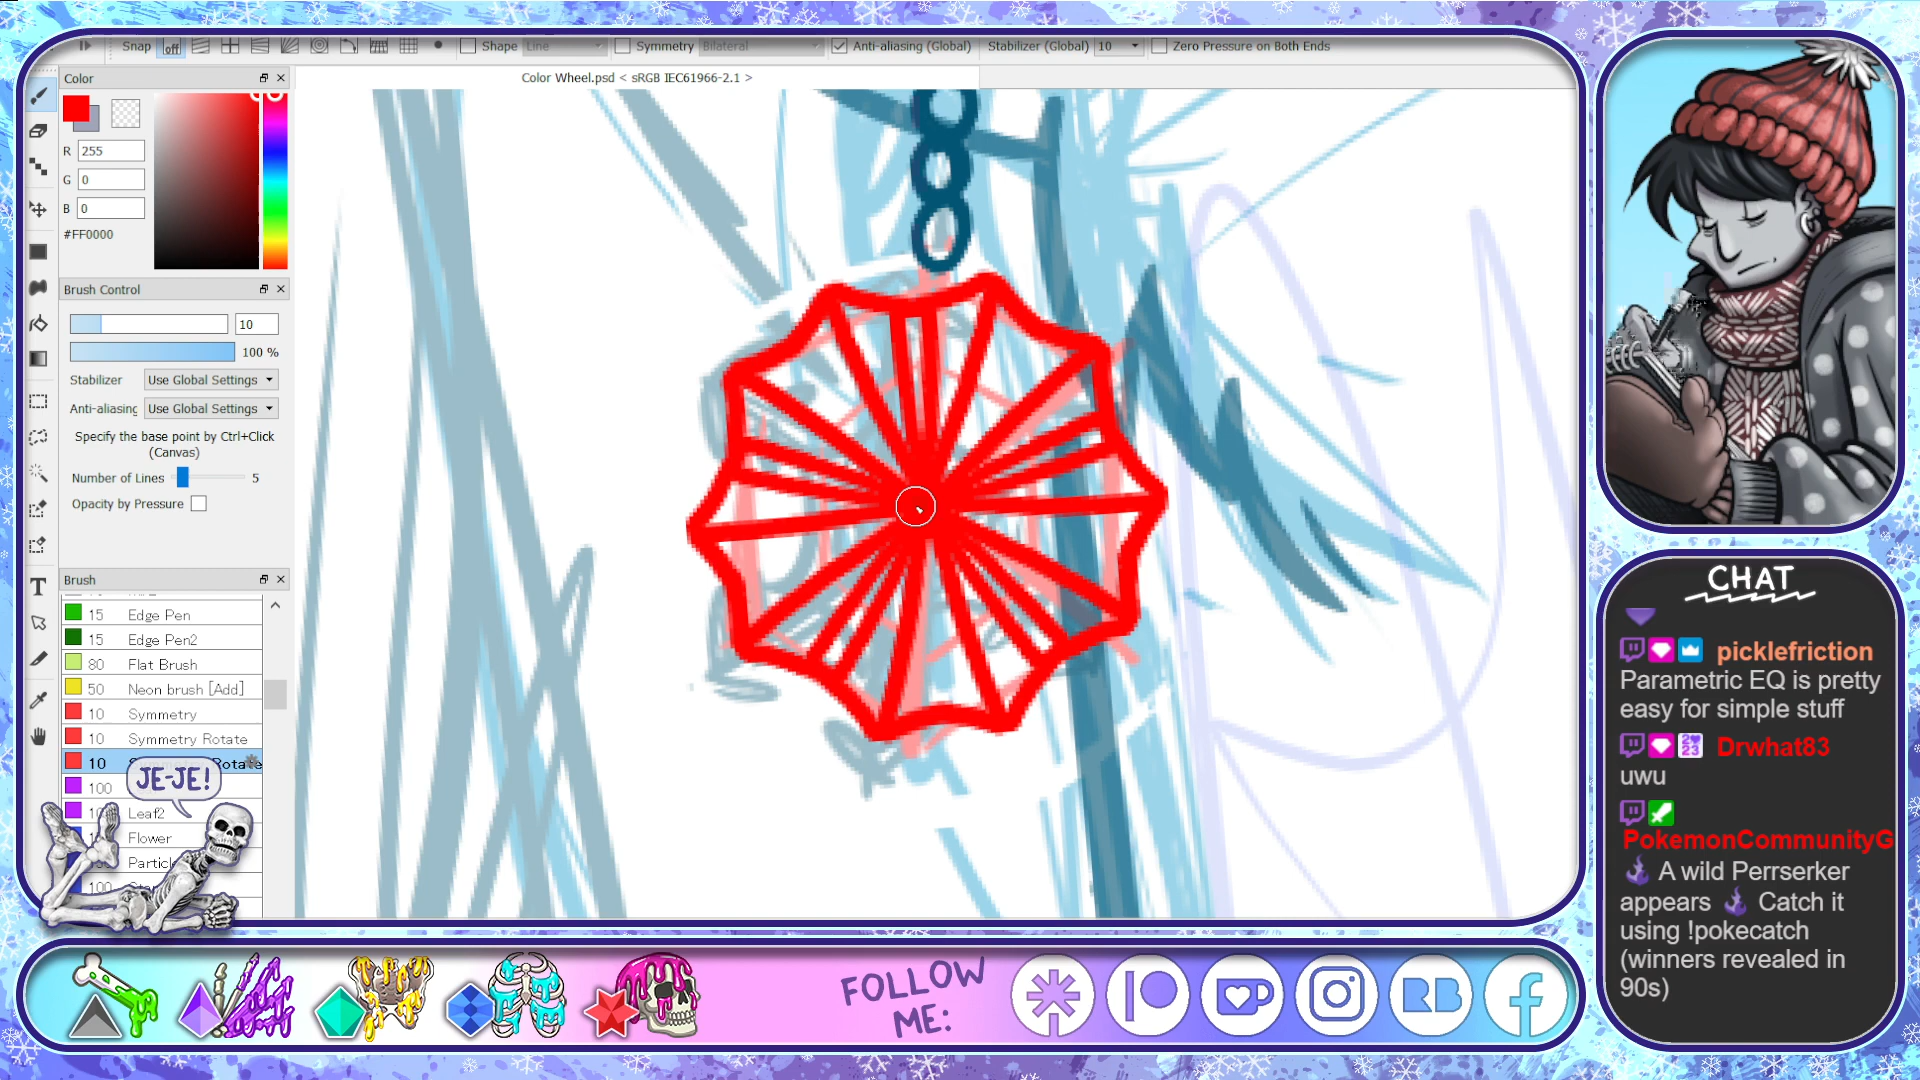 Snap
off
Shape
Line
Symmetry
Bilateral
Anti-aliasing (Global)
Stabilizer (Global)
10
Zero Pressure on Both Ends
Color
Color Wheel.psd < sRGB IEC61966-2.1 >
R
255
G
0
B
0
#FF0000
Brush Control
10
100 %
Stabilizer
Use Global Settings
Anti-aliasing
Use Global Settings
Specify the base point by Ctrl+Click
(Canvas)
Number of Lines
5
Opacity by Pressure
Brush
15 Edge Pen
15 Edge Pen2
80 Flat Brush
50 Neon brush [Add]
10 Symmetry
10 Symmetry Rotate
10
JE-JE!
100
Leaf2
Flower
100
T
FOLLOW
ME:
RB
CHAT
picklefriction
Parametric EQ is pretty
easy for simple stuff
Drwhat83
uwu
PokemonCommunityG
A wild Perrserker
appears Catch it
using !pokecatch
(winners revealed in
90s)